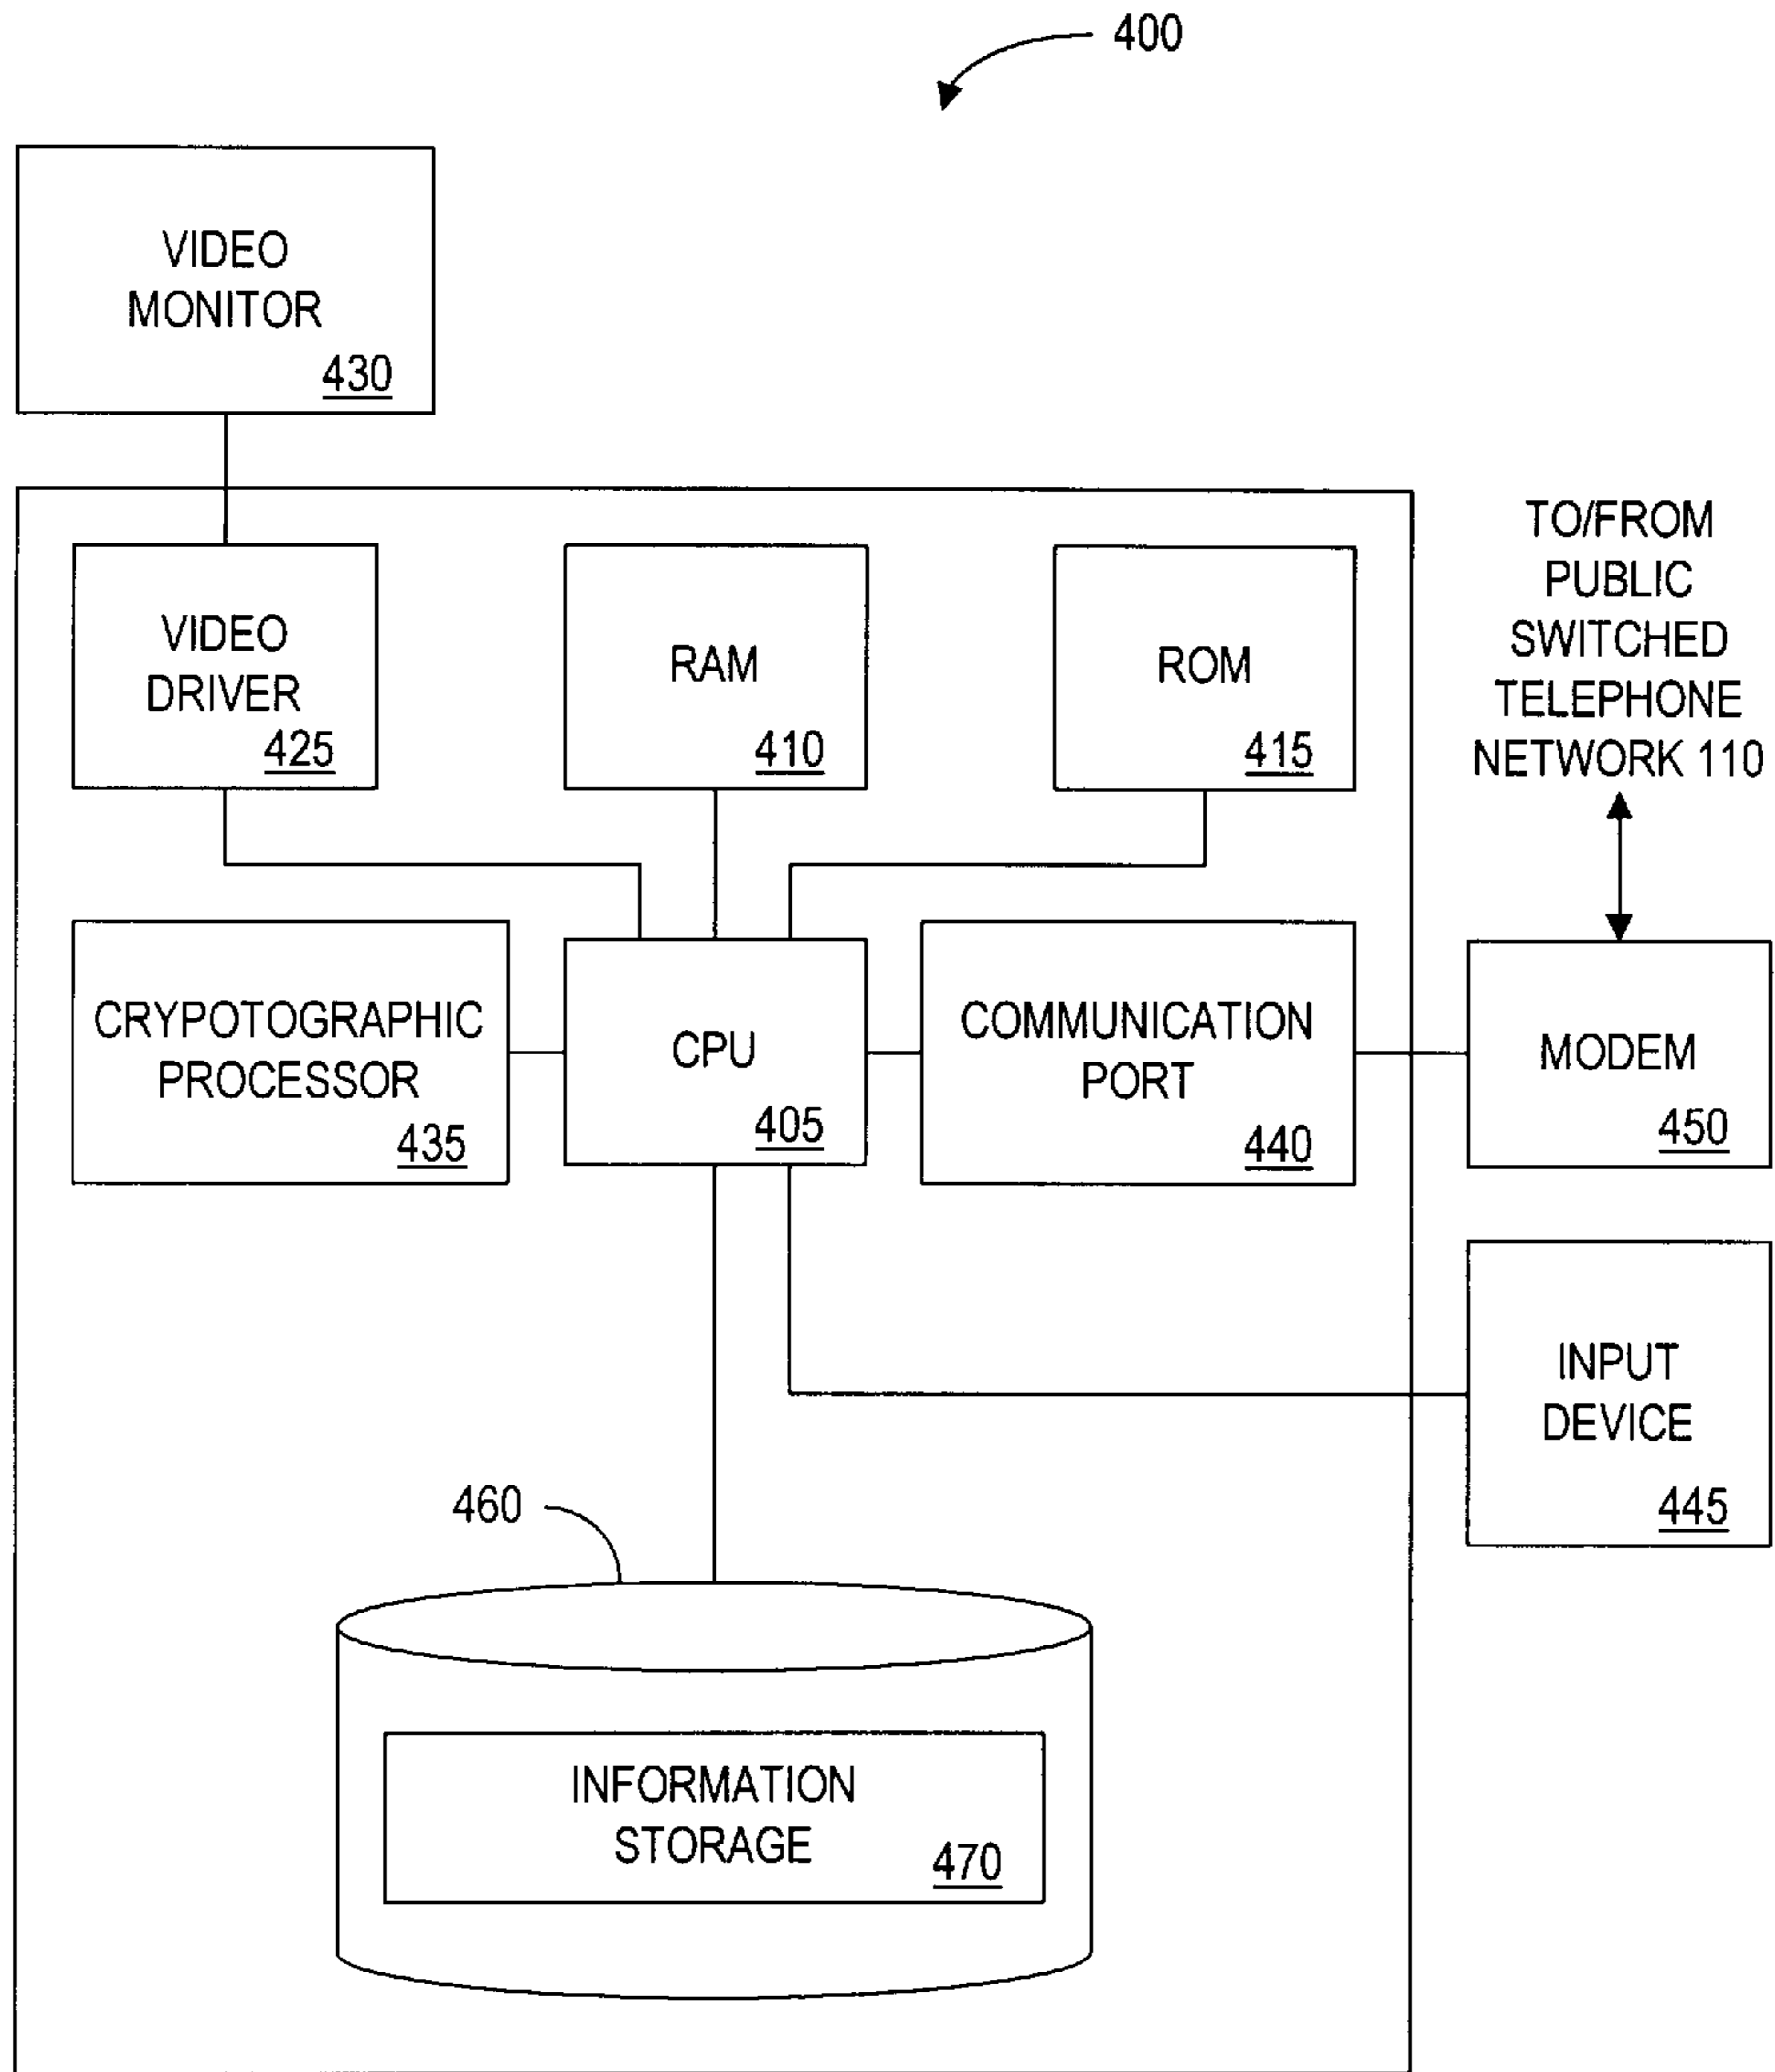 400
VIDEO
MONITOR
430
TO/FROM
PUBLIC
SWITCHED
TELEPHONE
NETWORK 110
VIDEO
DRIVER
425
RAM
410
ROM
415
CRYPOTOGRAPHIC
PROCESSOR
435
CPU
405
COMMUNICATION
PORT
440
MODEM
450
INPUT
DEVICE
445
460
INFORMATION
STORAGE
470